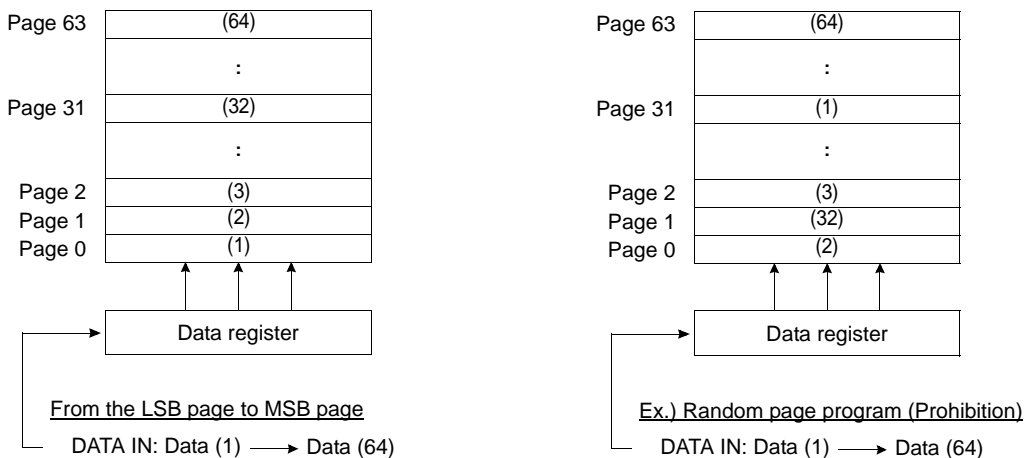 Page 63
(64)
:
Page 31
(32)
:
Page 2
(3)
Page 1
(2)
Page 0
(1)
Data register
From the LSB page to MSB page
DATA IN: Data (1) Data (64)
Page 63
(64)
:
Page 31
(1)
:
Page 2
(3)
Page 1
(32)
Page 0
(2)
Data register
Ex.) Random page program (Prohibition)
DATA IN: Data (1) Data (64)